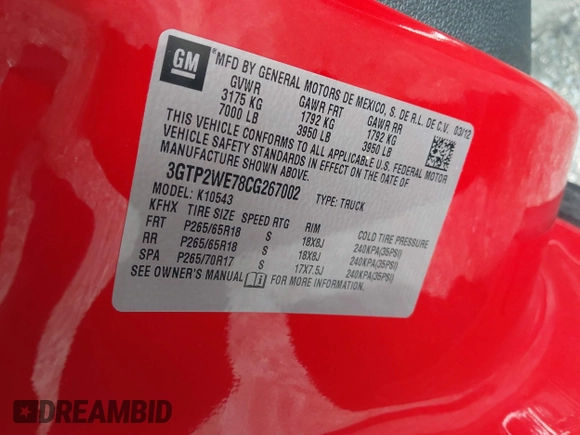 GM
MFD BY GENERAL MOTORS DE MEXICO, S. DE R.L. DE C.V. 03/12
GVWR GAWR FRT GAWR RR
3175 KG 1792 KG 1792 KG
7000 LB 3950 LB 3950 LB
THIS VEHICLE CONFORMS TO ALL APPLICABLE U.S. FEDERAL MOTOR
VEHICLE SAFETY STANDARDS IN EFFECT ON THE DATE OF
MANUFACTURE SHOWN ABOVE.
3GTP2WE78CG267002 TYPE: TRUCK
MODEL: K10543
KFHX TIRE SIZE SPEED RTG RIM COLD TIRE PRESSURE
FRT P265/65R18 S 18X8J 240KPA(35PSI)
RR P265/65R18 S 18X8J 240KPA(35PSI)
SPA P265/70R17 S 17X7.5J 240KPA(35PSI)
SEE OWNER'S MANUAL FOR MORE INFORMATION.
DREAMBID